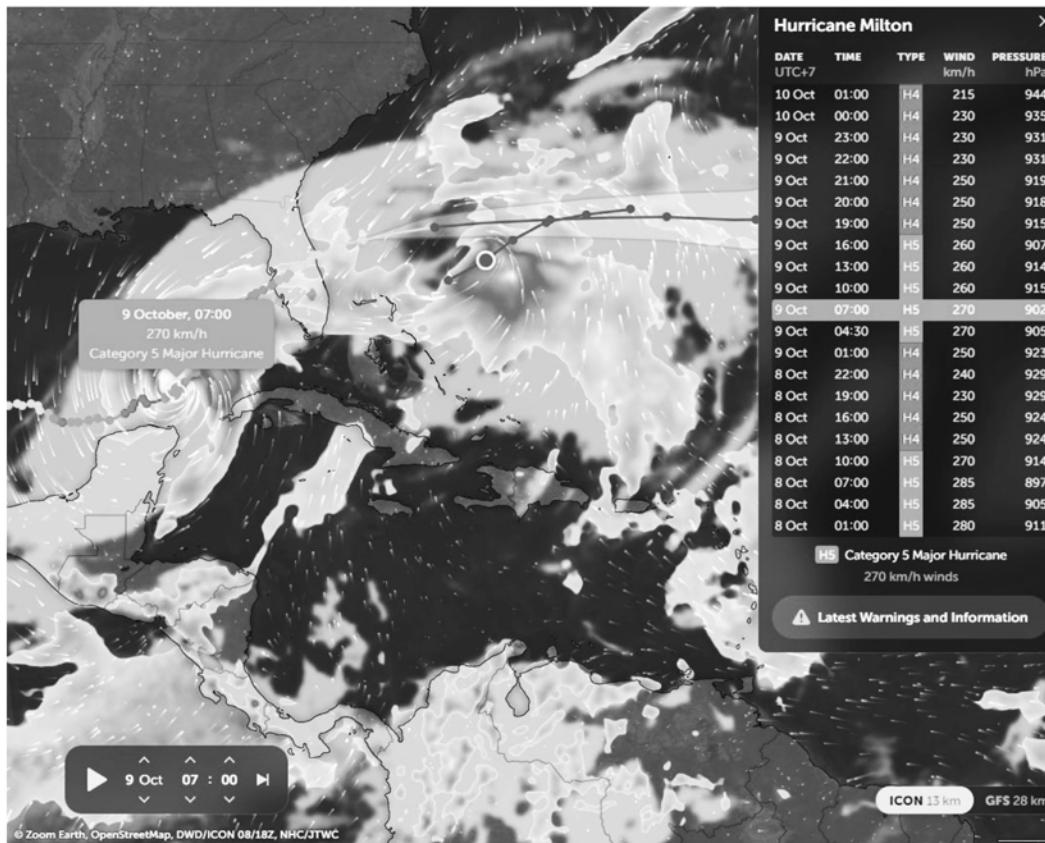 Hurricane Milton
DATE TIME TYPE WIND PRESSURE
UTC+7 km/h hPa
10 Oct 01:00 H4 215 944
10 Oct 00:00 H4 230 935
9 Oct 23:00 H4 230 931
9 Oct 22:00 H4 230 931
9 Oct 21:00 H4 250 919
9 Oct 20:00 H4 250 918
9 Oct 19:00 H4 250 915
9 Oct 16:00 H5 260 907
9 Oct 13:00 H5 260 914
9 Oct 10:00 H5 260 915
9 Oct 07:00 H5 270 902
9 Oct 04:30 H5 270 905
9 Oct 01:00 H4 250 923
8 Oct 22:00 H4 240 929
8 Oct 19:00 H4 230 929
8 Oct 16:00 H4 250 924
8 Oct 13:00 H4 250 924
8 Oct 10:00 H5 270 914
8 Oct 07:00 H5 285 897
8 Oct 04:00 H5 285 905
8 Oct 01:00 H5 280 911
H5 Category 5 Major Hurricane
270 km/h winds
Latest Warnings and Information
9 October, 07:00
270 km/h
Category 5 Major Hurricane
9 Oct 07 : 00
ICON 13 km GFS 28 km
© Zoom Earth, OpenStreetMap, DWD/ICON 08/18Z, NHC/JTWC